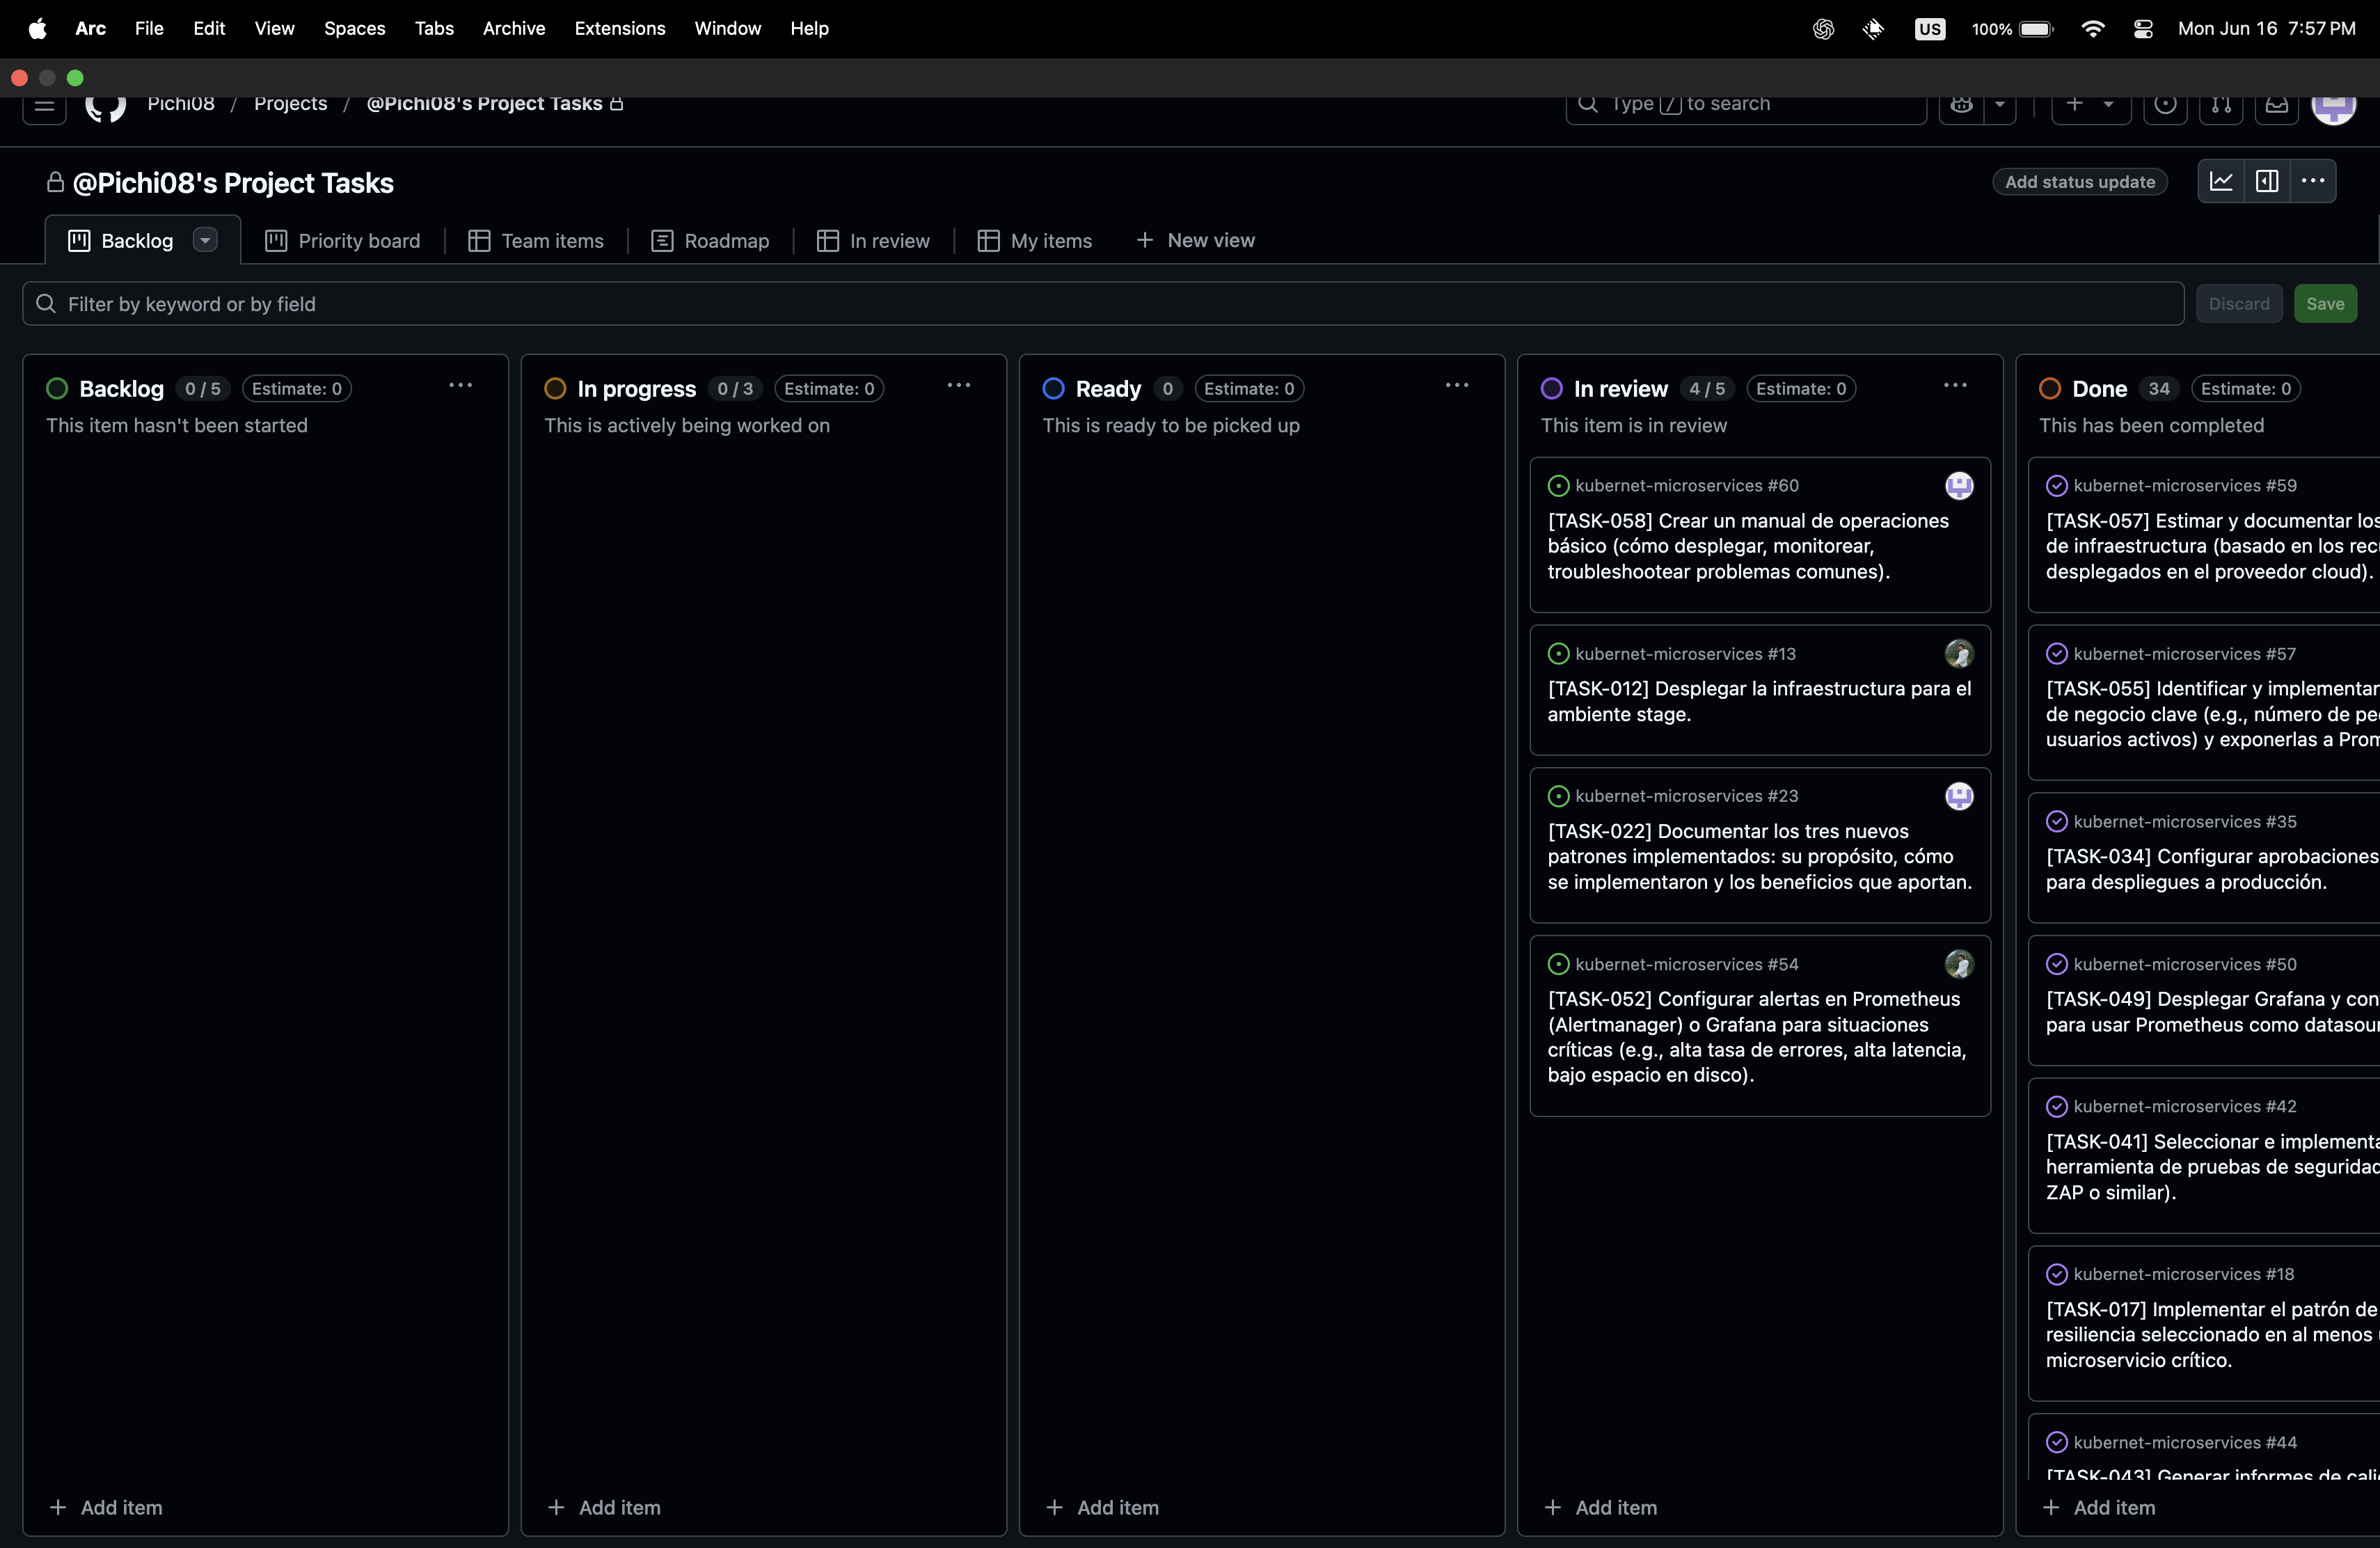 Arc File Edit View Spaces Tabs Archive Extensions Window Help
US 100% Mon Jun 16 7:57 PM
Pichi08 / Projects / @Pichi08's Project Tasks
Type / to search
@Pichi08's Project Tasks
Add status update
Backlog
Priority board
Team items
Roadmap
In review
My items
New view
Filter by keyword or by field
Discard
Save
Backlog 0 / 5 Estimate: 0
This item hasn't been started
Add item
In progress 0 / 3 Estimate: 0
This is actively being worked on
Add item
Ready 0 Estimate: 0
This is ready to be picked up
Add item
In review 4 / 5 Estimate: 0
This item is in review
kubernet-microservices #60
[TASK-058] Crear un manual de operaciones
básico (cómo desplegar, monitorear,
troubleshootear problemas comunes).
kubernet-microservices #13
[TASK-012] Desplegar la infraestructura para el
ambiente stage.
kubernet-microservices #23
[TASK-022] Documentar los tres nuevos
patrones implementados: su propósito, cómo
se implementaron y los beneficios que aportan.
kubernet-microservices #54
[TASK-052] Configurar alertas en Prometheus
(Alertmanager) o Grafana para situaciones
críticas (e.g., alta tasa de errores, alta latencia,
bajo espacio en disco).
Add item
Done 34 Estimate: 0
This has been completed
kubernet-microservices #59
[TASK-057] Estimar y documentar los
de infraestructura (basado en los rec
desplegados en el proveedor cloud).
kubernet-microservices #57
[TASK-055] Identificar y implementar
de negocio clave (e.g., número de pe
usuarios activos) y exponerlas a Prom
kubernet-microservices #35
[TASK-034] Configurar aprobaciones
para despliegues a producción.
kubernet-microservices #50
[TASK-049] Desplegar Grafana y con
para usar Prometheus como datasou
kubernet-microservices #42
[TASK-041] Seleccionar e implementa
herramienta de pruebas de seguridad
ZAP o similar).
kubernet-microservices #18
[TASK-017] Implementar el patrón de
resiliencia seleccionado en al menos
microservicio crítico.
kubernet-microservices #44
[TASK-043] Generar informes de cali
Add item